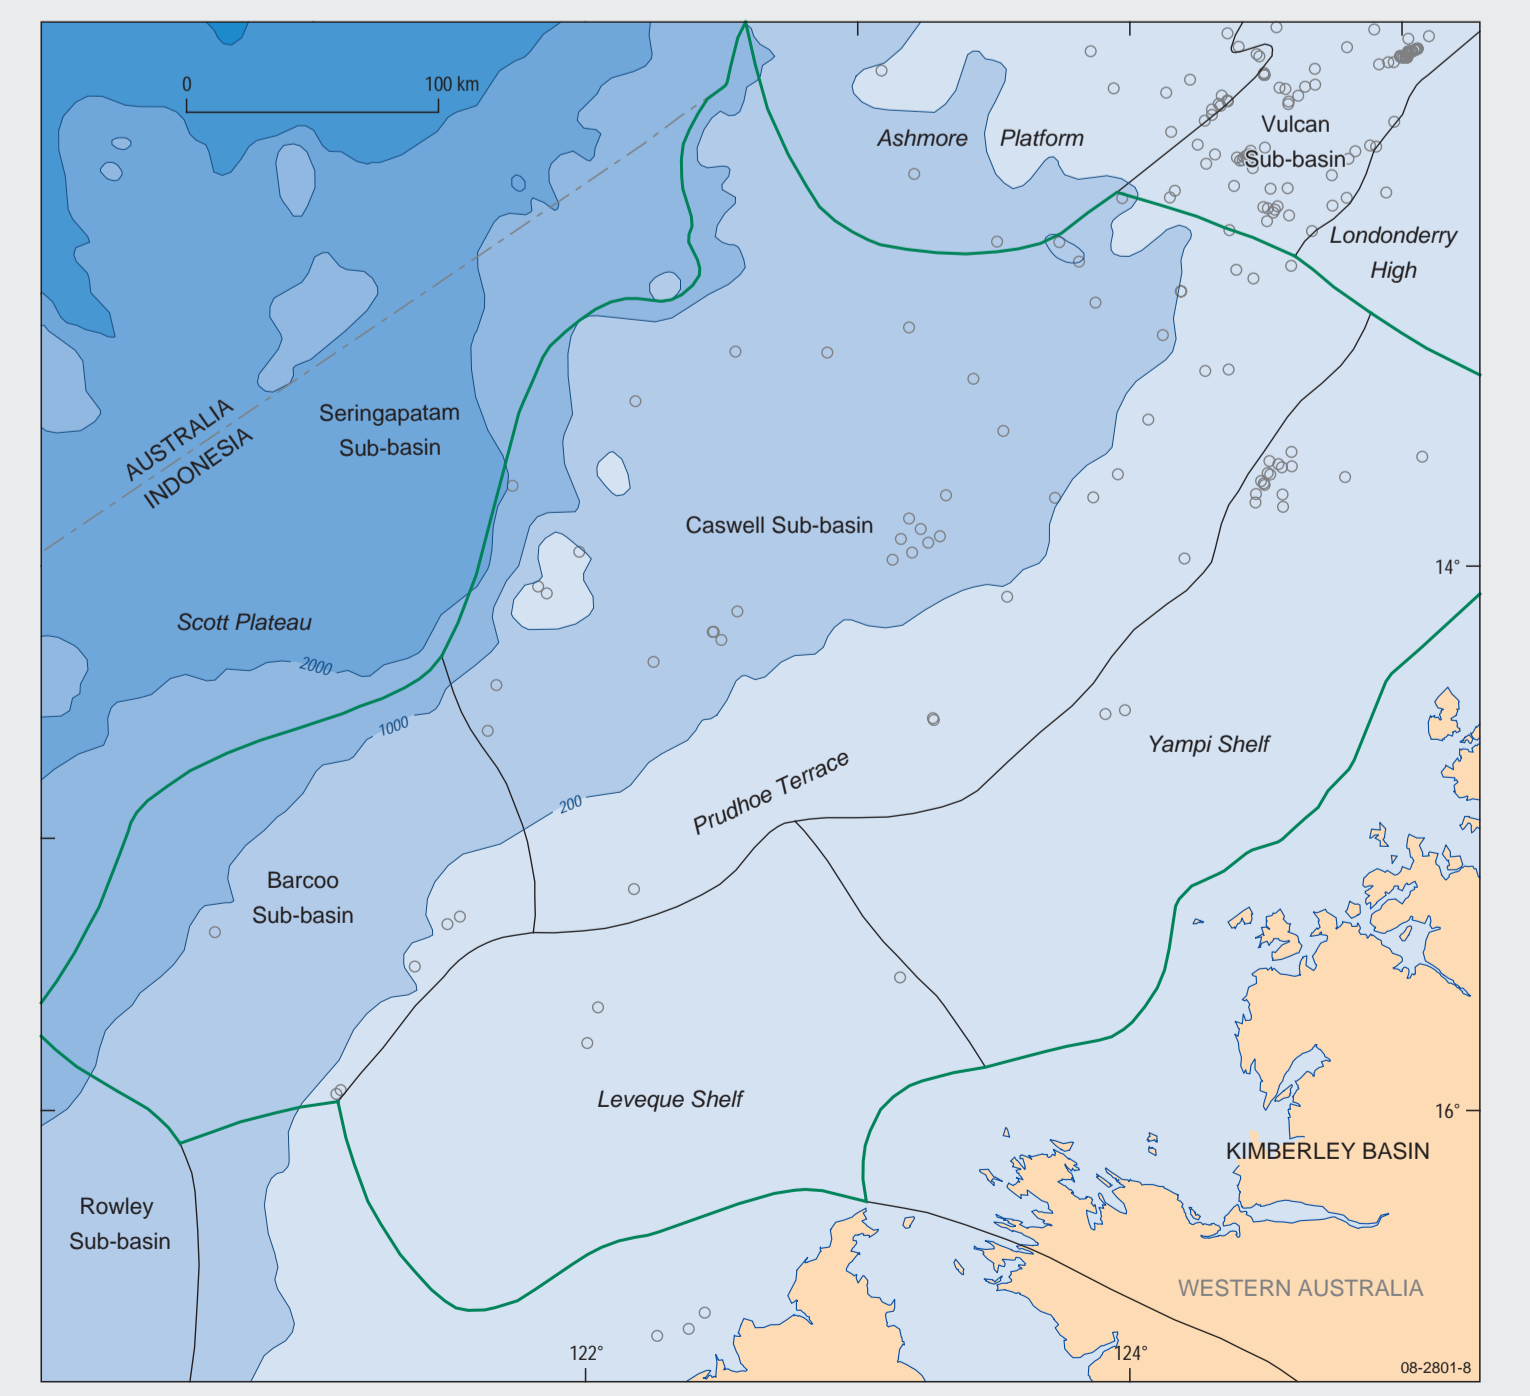 0
100 km
Ashmore Platform
Vulcan
Sub-basin
Londonderry
High
AUSTRALIA
INDONESIA
Seringapatam
Sub-basin
Caswell Sub-basin
14°
Scott Plateau
2000
1000
Yampi Shelf
Prudhoe Terrace
200
Barcoo
Sub-basin
Leveque Shelf
16°
KIMBERLEY BASIN
Rowley
Sub-basin
WESTERN AUSTRALIA
122°
124°
08-2801-8